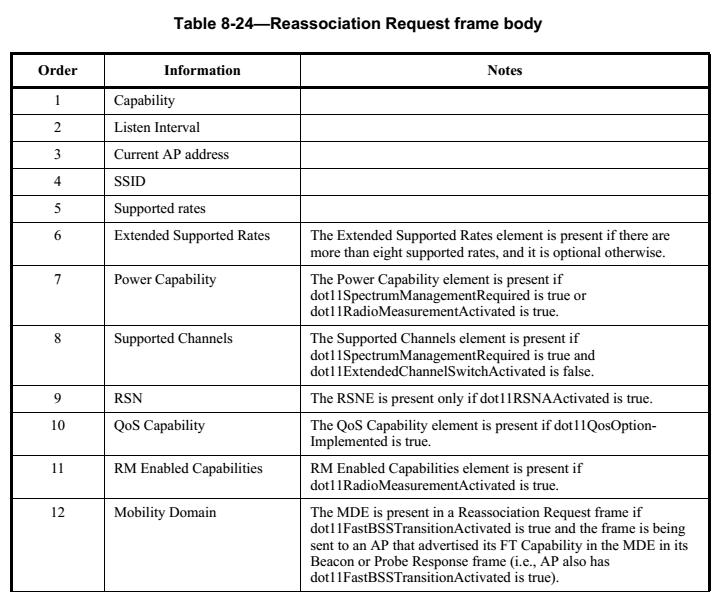 Table 8-24—Reassociation Request frame body
Order Information Notes
1 Capability
2 Listen Interval
3 Current AP address
4 SSID
5 Supported rates
6 Extended Supported Rates The Extended Supported Rates element is present if there are
more than eight supported rates, and it is optional otherwise.
7 Power Capability The Power Capability element is present if
dot11SpectrumManagementRequired is true or
dot11RadioMeasurementActivated is true.
8 Supported Channels The Supported Channels element is present if
dot11SpectrumManagementRequired is true and
dot11ExtendedChannelSwitchActivated is false.
9 RSN The RSNE is present only if dot11RSNAActivated is true.
10 QoS Capability The QoS Capability element is present if dot11QosOption-
Implemented is true.
11 RM Enabled Capabilities RM Enabled Capabilities element is present if
dot11RadioMeasurementActivated is true.
12 Mobility Domain The MDE is present in a Reassociation Request frame if
dot11FastBSSTransitionActivated is true and the frame is being
sent to an AP that advertised its FT Capability in the MDE in its
Beacon or Probe Response frame (i.e., AP also has
dot11FastBSSTransitionActivated is true).